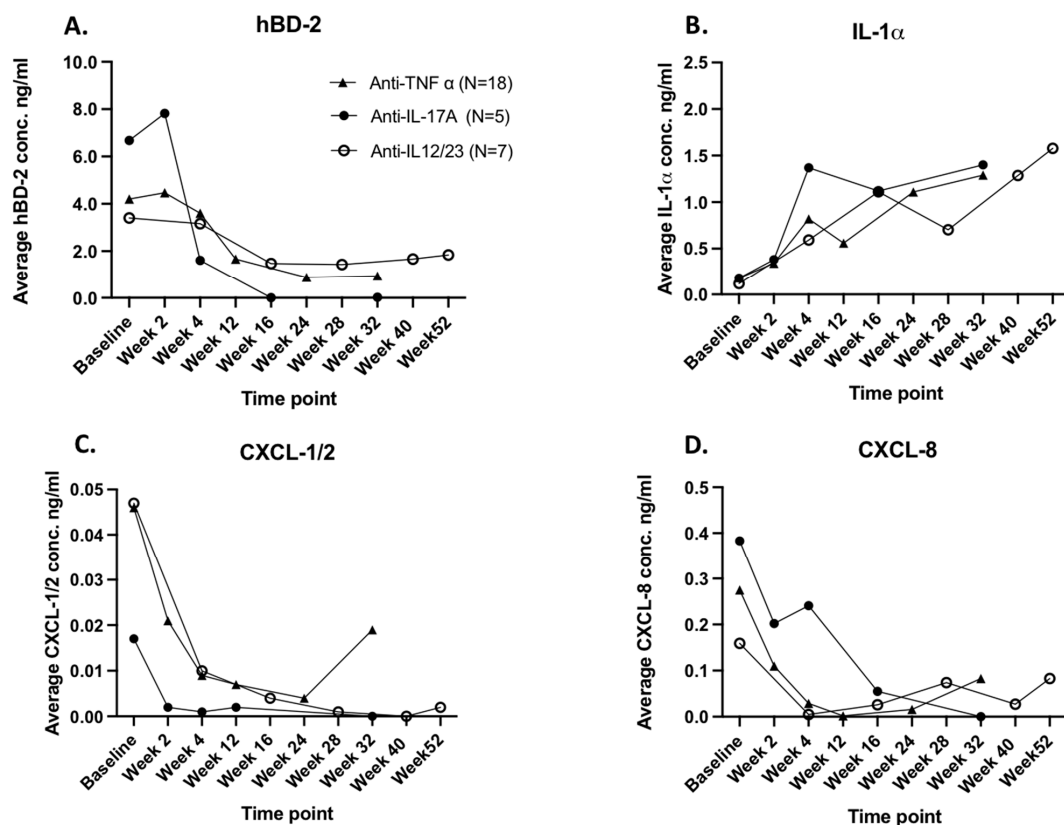 A.
hBD-2
Average hBD-2 conc. ng/ml
10.0
8.0
6.0
4.0
2.0
0.0
Anti-TNF α (N=18)
Anti-IL-17A (N=5)
Anti-IL12/23 (N=7)
Baseline
Week 2
Week 4
Week 12
Week 16
Week 24
Week 28
Week 32
Week 40
Week52
Time point
B.
IL-1α
Average IL-1α conc. ng/ml
2.5
2.0
1.5
1.0
0.5
0.0
Baseline
Week 2
Week 4
Week 12
Week 16
Week 24
Week 28
Week 32
Week 40
Week52
Time point
C.
CXCL-1/2
Average CXCL-1/2 conc. ng/ml
0.05
0.04
0.03
0.02
0.01
0.00
Baseline
Week 2
Week 4
Week 12
Week 16
Week 24
Week 28
Week 32
Week 40
Week52
Time point
D.
CXCL-8
Average CXCL-8 conc. ng/ml
0.5
0.4
0.3
0.2
0.1
0.0
Baseline
Week 2
Week 4
Week 12
Week 16
Week 24
Week 28
Week 32
Week 40
Week52
Time point